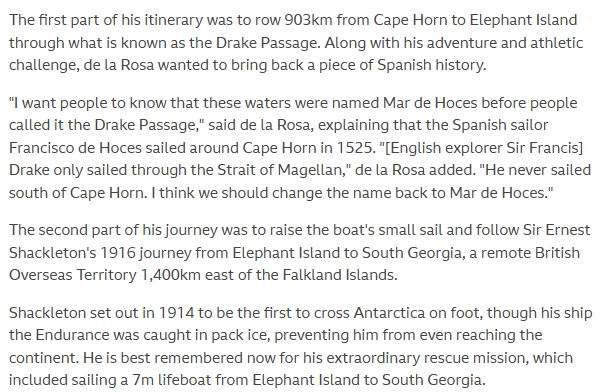 The first part of his itinerary was to row 903km from Cape Horn to Elephant Island
through what is known as the Drake Passage. Along with his adventure and athletic
challenge, de la Rosa wanted to bring back a piece of Spanish history.
"I want people to know that these waters were named Mar de Hoces before people
called it the Drake Passage," said de la Rosa, explaining that the Spanish sailor
Francisco de Hoces sailed around Cape Horn in 1525. "[English explorer Sir Francis]
Drake only sailed through the Strait of Magellan," de la Rosa added. "He never sailed
south of Cape Horn. I think we should change the name back to Mar de Hoces."
The second part of his journey was to raise the boat's small sail and follow Sir Ernest
Shackleton's 1916 journey from Elephant Island to South Georgia, a remote British
Overseas Territory 1,400km east of the Falkland Islands.
Shackleton set out in 1914 to be the first to cross Antarctica on foot, though his ship
the Endurance was caught in pack ice, preventing him from even reaching the
continent. He is best remembered now for his extraordinary rescue mission, which
included sailing a 7m lifeboat from Elephant Island to South Georgia.